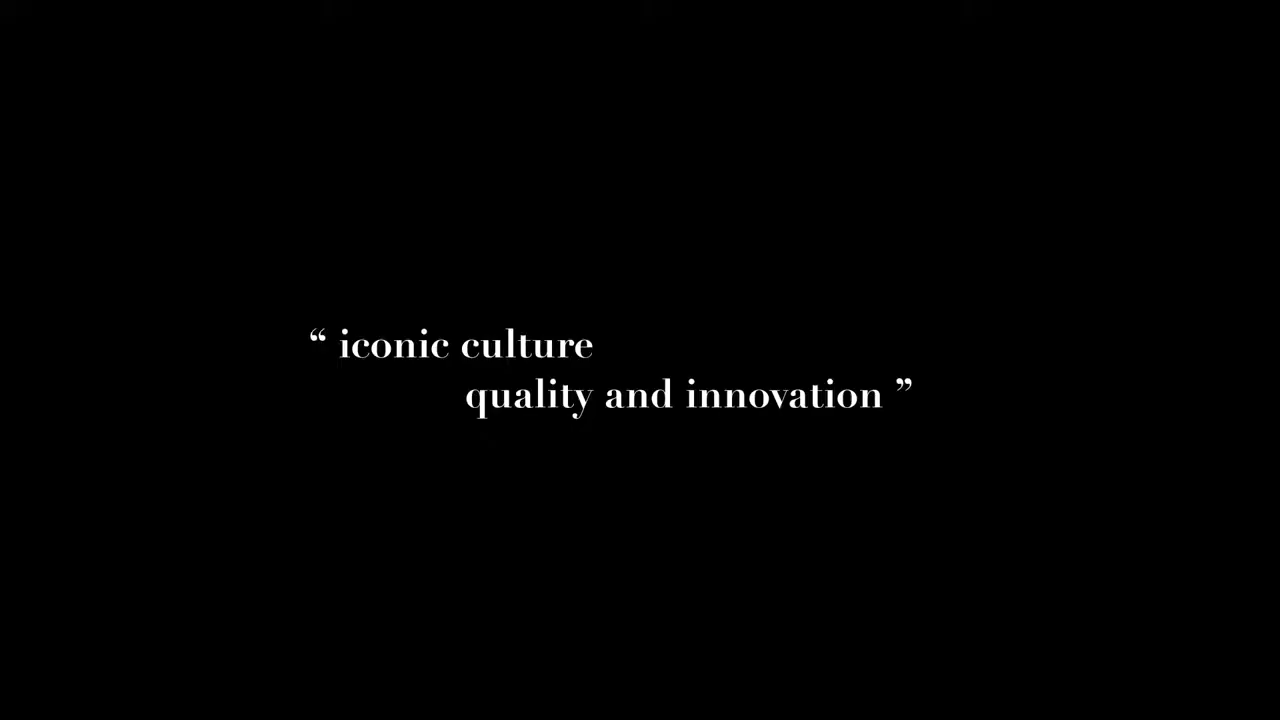 “ iconic culture
quality and innovation ”